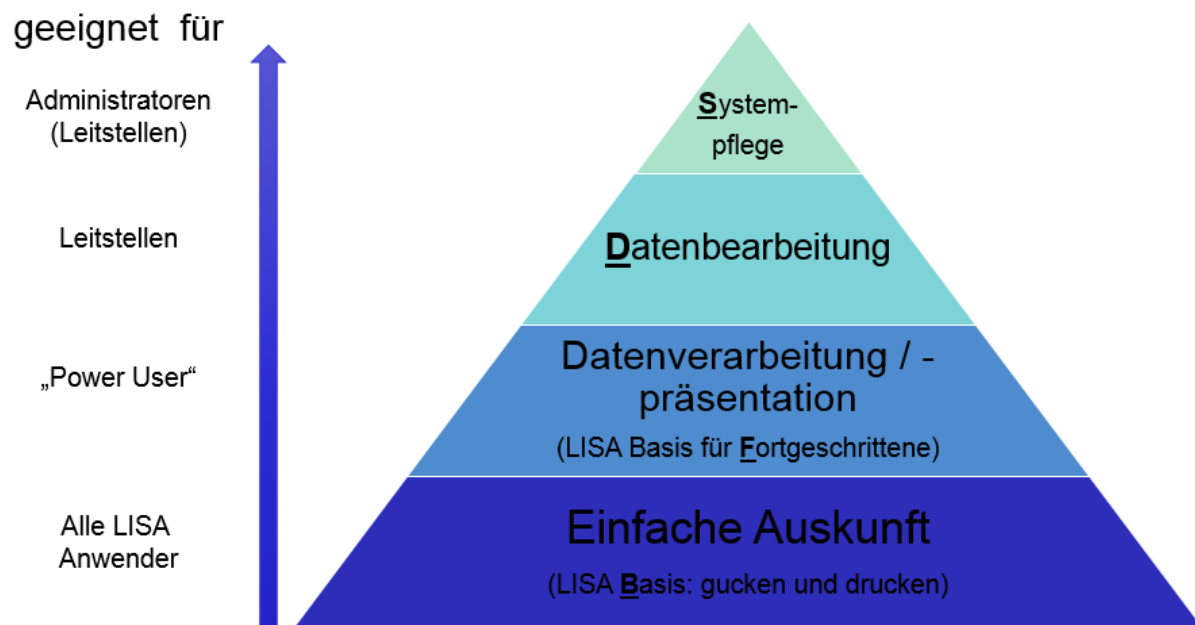 geeignet für
Administratoren
(Leitstellen)
Leitstellen
„Power User“
Alle LISA
Anwender
System-
pflege
Datenbearbeitung
Datenverarbeitung / -
präsentation
(LISA Basis für Fortgeschrittene)
Einfache Auskunft
(LISA Basis: gucken und drucken)